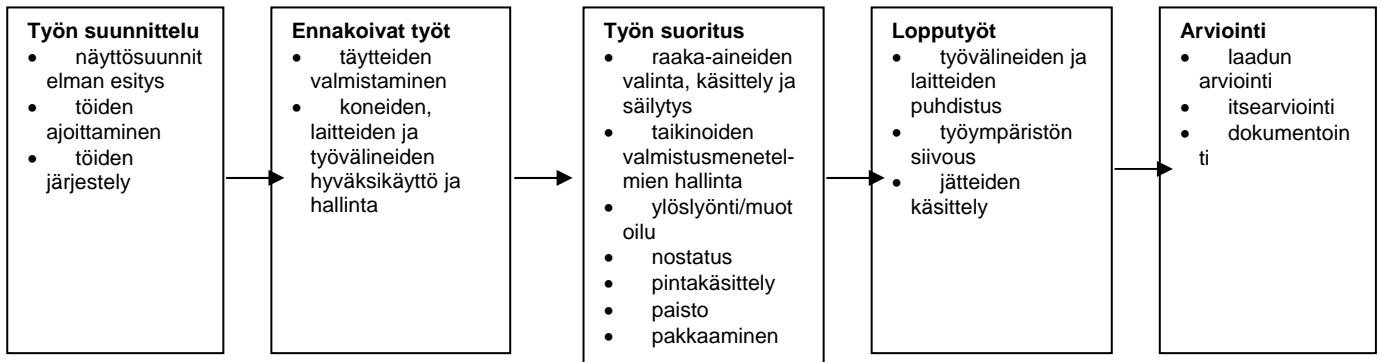 Työn suunnittelu
• näyttösuunnit
elman esitys
• töiden
ajoittaminen
• töiden
järjestely
Ennakoivat työt
• täytteiden
valmistaminen
• koneiden,
laitteiden ja
työvälineiden
hyväksikäyttö ja
hallinta
Työn suoritus
• raaka-aineiden
valinta, käsittely ja
säilytys
• taikinoiden
valmistusmenetel-
mien hallinta
• ylöslyönti/muot
oilu
• nostatus
• pintakäsittely
• paisto
• pakkaaminen
Lopputyöt
• työvälineiden ja
laitteiden
puhdistus
• työympäristön
siivous
• jätteiden
käsittely
Arviointi
• laadun
arviointi
• itsearviointi
• dokumentoin
ti